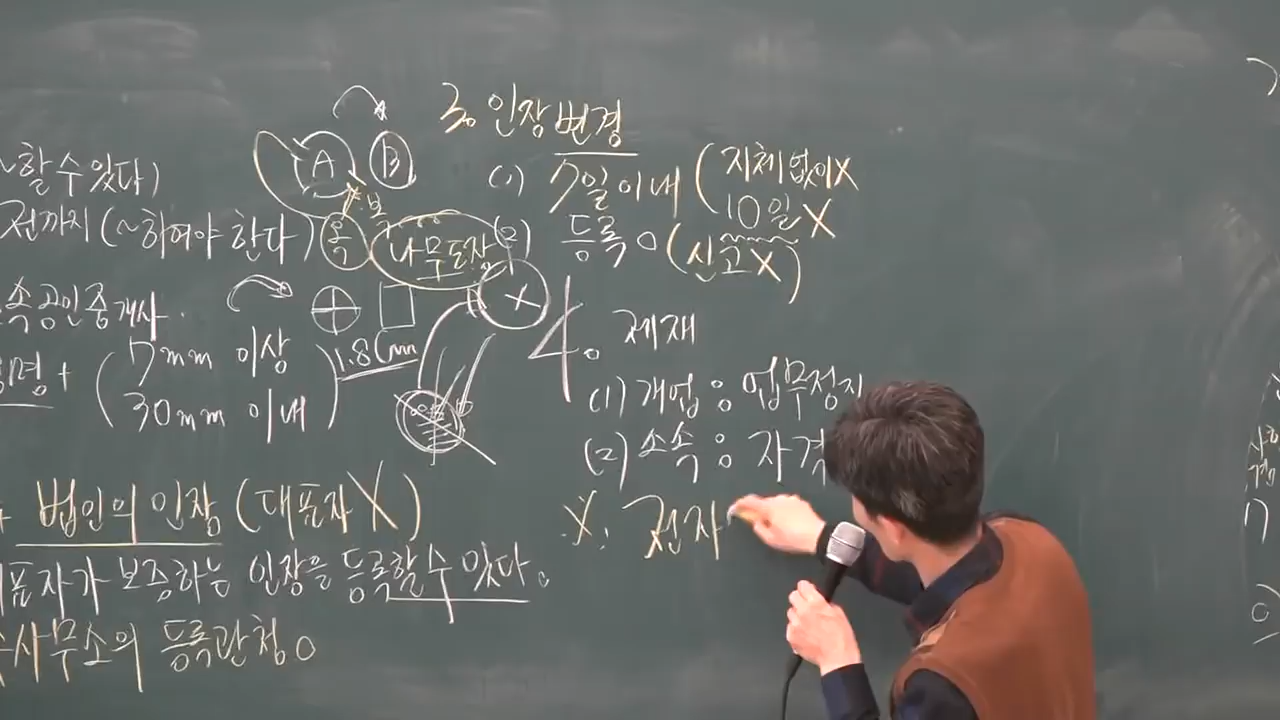 ~할 수 있다)
전까지 (~하여야 한다)
속 공인중개사.
명 + (7mm 이상
30mm 이내) 1.8cm
A B
목 나무도장 X
법인의 인장 (대표자 X)
표자가 보증하는 인장을 등록할 수 있다.
사무소의 등록관청 O
3. 인장변경
(1) 7일 이내 (지체없이 X
10일 X
(2) 등록 O (신고 X)
4. 제재
(1) 개업 : 업무정지
(2) 소속 : 자격
※: 전자